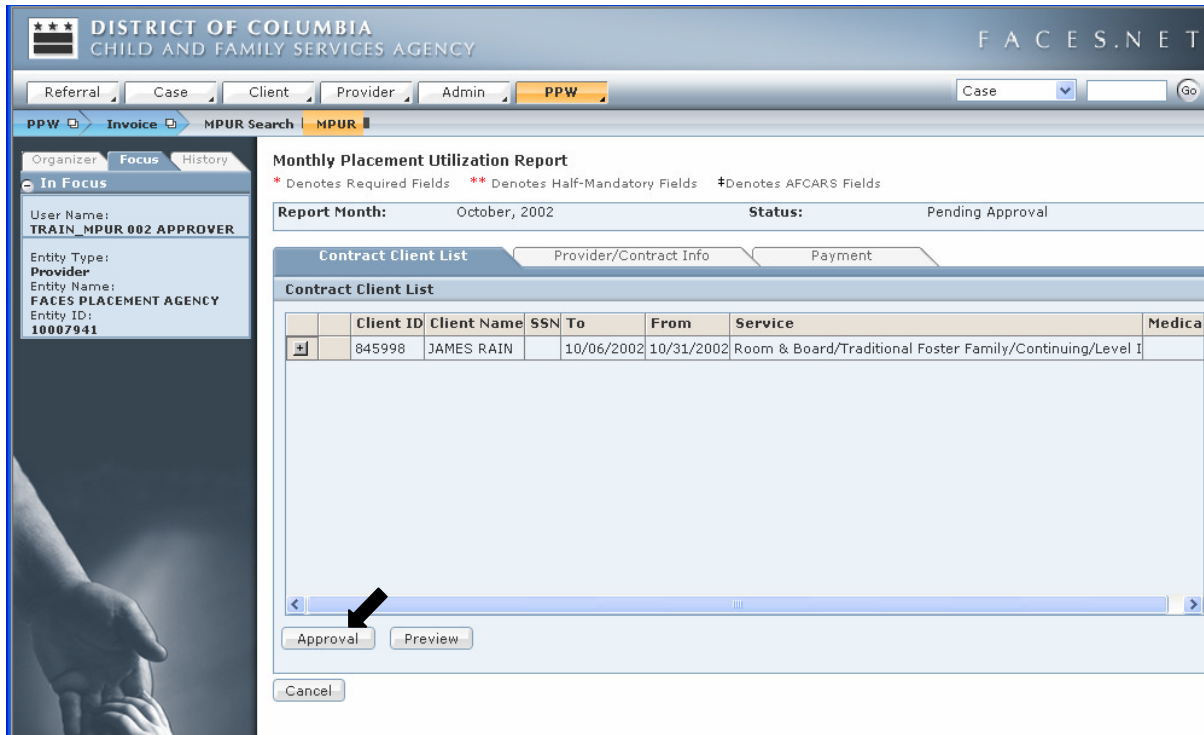 DISTRICT OF COLUMBIA
CHILD AND FAMILY SERVICES AGENCY
FACES.NET
Referral Case Client Provider Admin PPW Case Go
PPW Invoice MPUR Search MPUR
Organizer Focus History
In Focus
User Name:
TRAIN_MPUR 002 APPROVER
Entity Type:
Provider
Entity Name:
FACES PLACEMENT AGENCY
Entity ID:
10007941
Monthly Placement Utilization Report
* Denotes Required Fields ** Denotes Half-Mandatory Fields ‡Denotes AFCARS Fields
Report Month: October, 2002 Status: Pending Approval
Contract Client List Provider/Contract Info Payment
Contract Client List
Client ID Client Name SSN To From Service Medica
845998 JAMES RAIN 10/06/2002 10/31/2002 Room & Board/Traditional Foster Family/Continuing/Level I
Approval Preview
Cancel